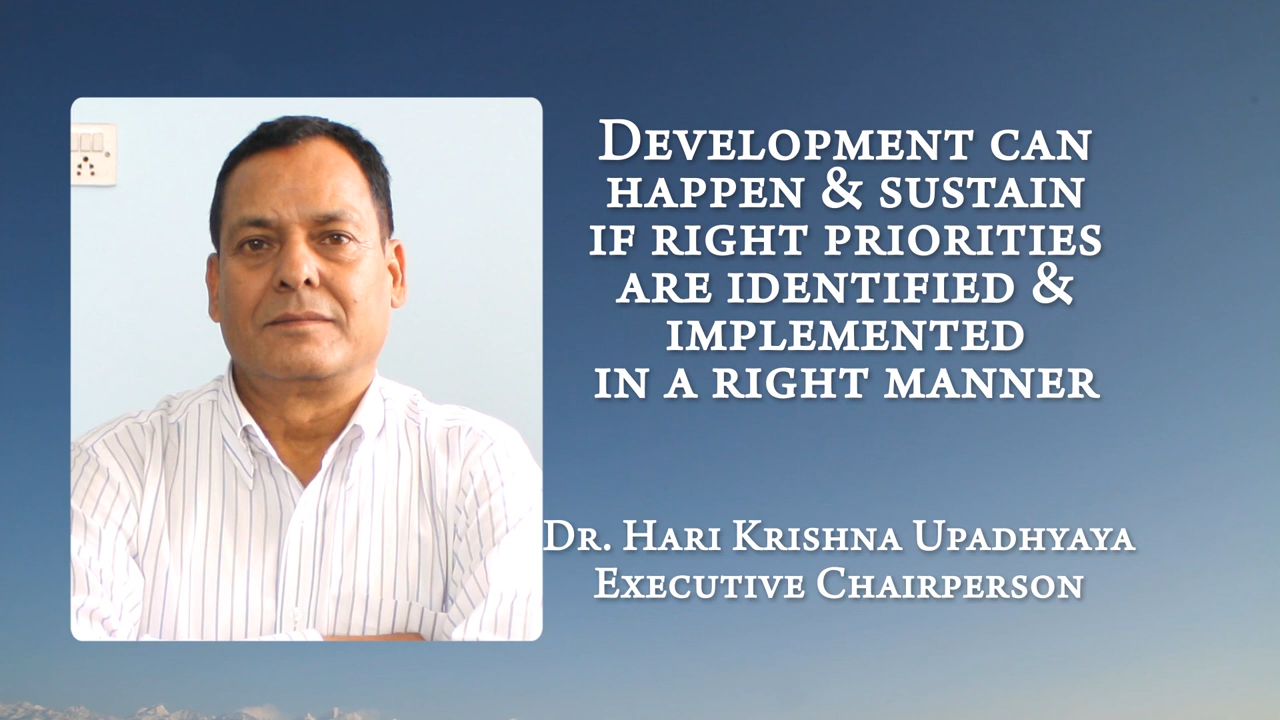 Development can
happen & sustain
if right priorities
are identified &
implemented
in a right manner
Dr. Hari Krishna Upadhyaya
Executive Chairperson